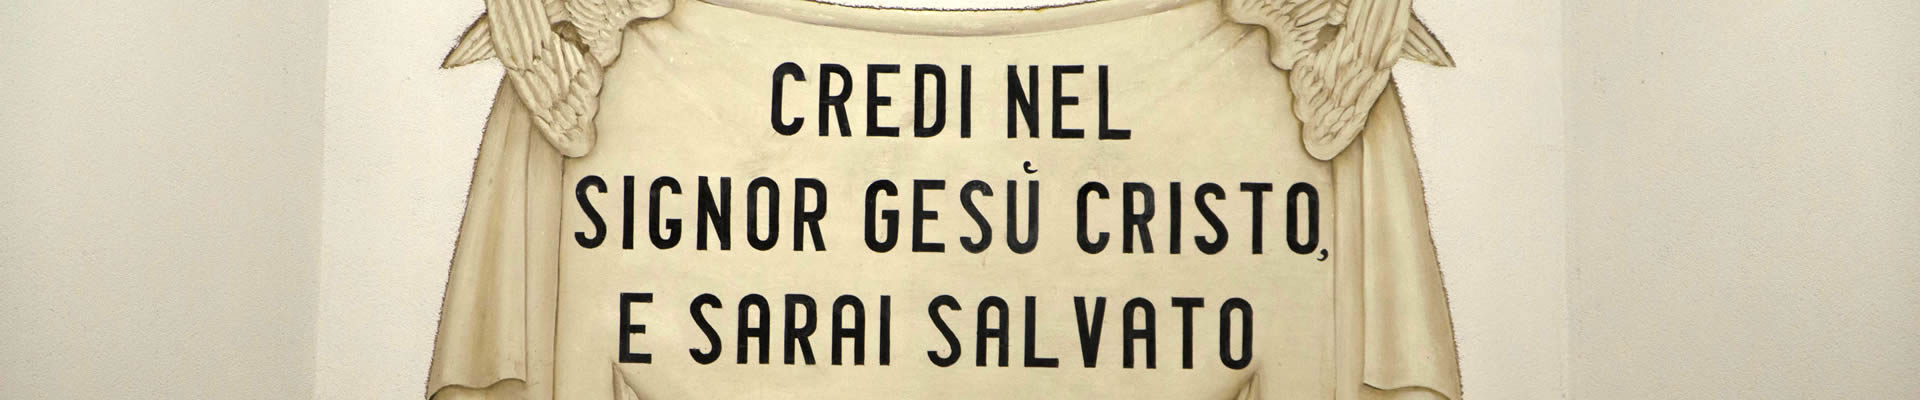 CREDI NEL
SIGNOR GESÙ CRISTO,
E SARAI SALVATO